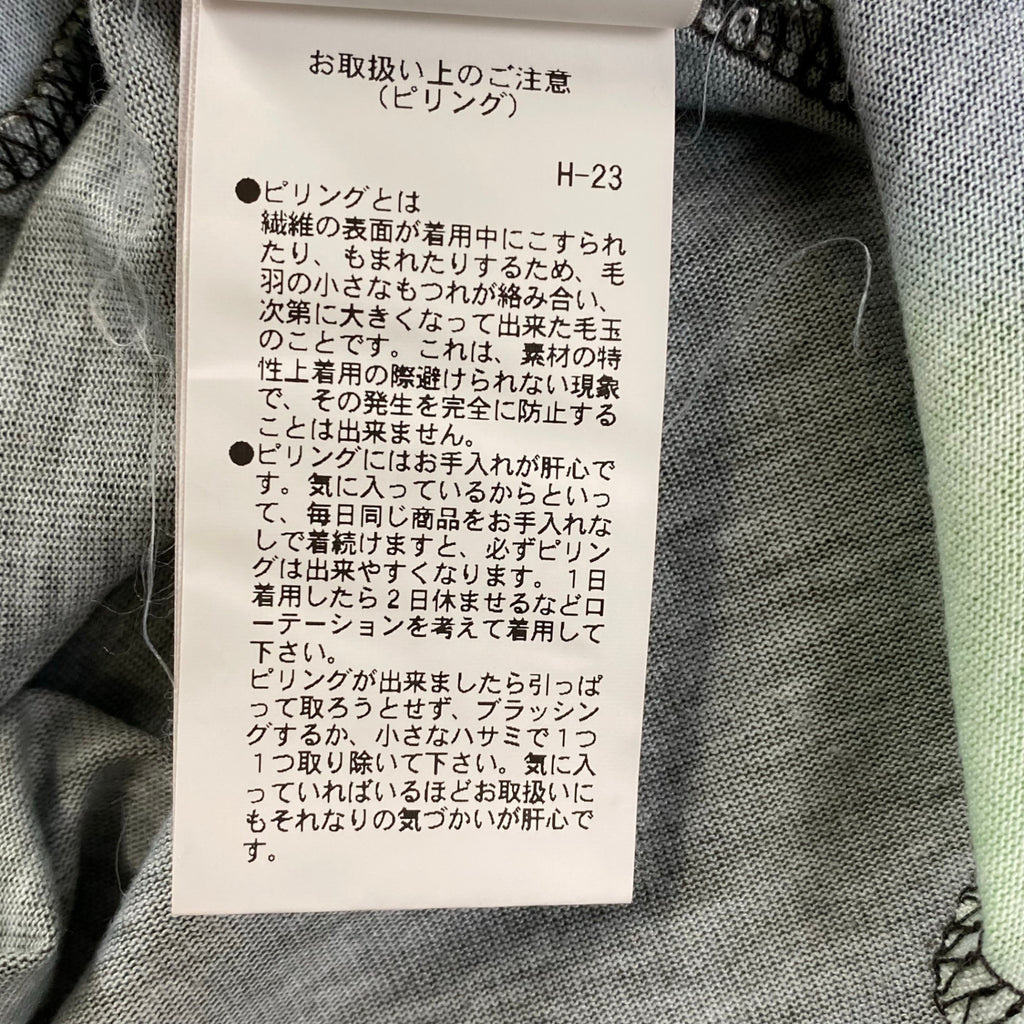 お取扱い上のご注意
（ピリング）
H-23
●ピリングとは
繊維の表面が着用中にこすられ
たり、もまれたりするため、毛
羽の小さなもつれが絡み合い、
次第に大きくなって出来た毛玉
のことです。これは、素材の特
性上着用の際避けられない現象
で、その発生を完全に防止する
ことは出来ません。
●ピリングにはお手入れが肝心で
す。気に入っているからといっ
て、毎日同じ商品をお手入れな
しで着続けますと、必ずピリン
グは出来やすくなります。１日
着用したら２日休ませるなどロ
ーテーションを考えて着用して
下さい。
ピリングが出来ましたら引っぱ
って取ろうとせず、ブラッシン
グするか、小さなハサミで１つ
１つ取り除いて下さい。気に入
っていればいるほどお取扱いに
もそれなりの気づかいが肝心で
す。